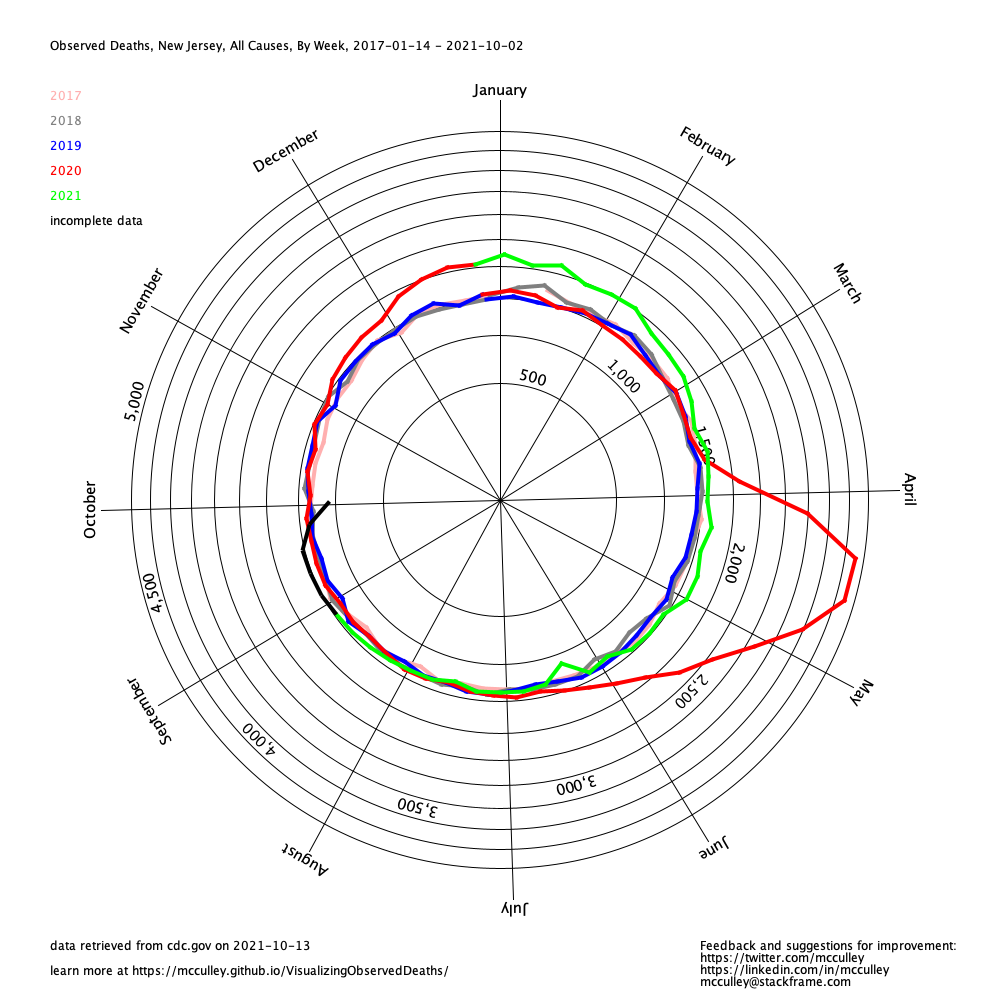 Observed Deaths, New Jersey, All Causes, By Week, 2017-01-14 - 2021-10-02
2017
2018
2019
2020
2021
incomplete data
January
February
March
April
May
June
July
August
September
October
November
December
500
1,000
1,500
2,000
2,500
3,000
3,500
4,000
4,500
5,000
data retrieved from cdc.gov on 2021-10-13
learn more at https://mcculley.github.io/VisualizingObservedDeaths/
Feedback and suggestions for improvement:
https://twitter.com/mcculley
https://linkedin.com/in/mcculley
mcculley@stackframe.com